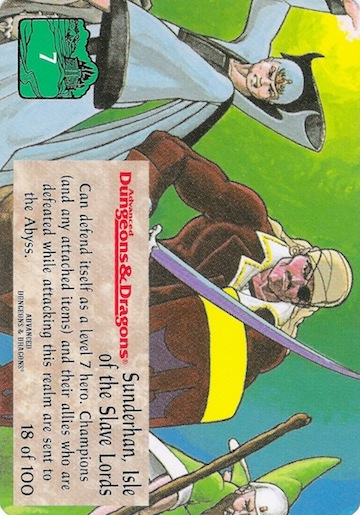 7
Advanced
Dungeons & Dragons®
Sunderhan, Isle
of the Slave Lords
Can defend itself as a level 7 hero. Champions
(and any attached items) and their allies who are
defeated while attacking this realm are sent to
the Abyss.
ADVANCED
DUNGEONS & DRAGONS®
18 of 100